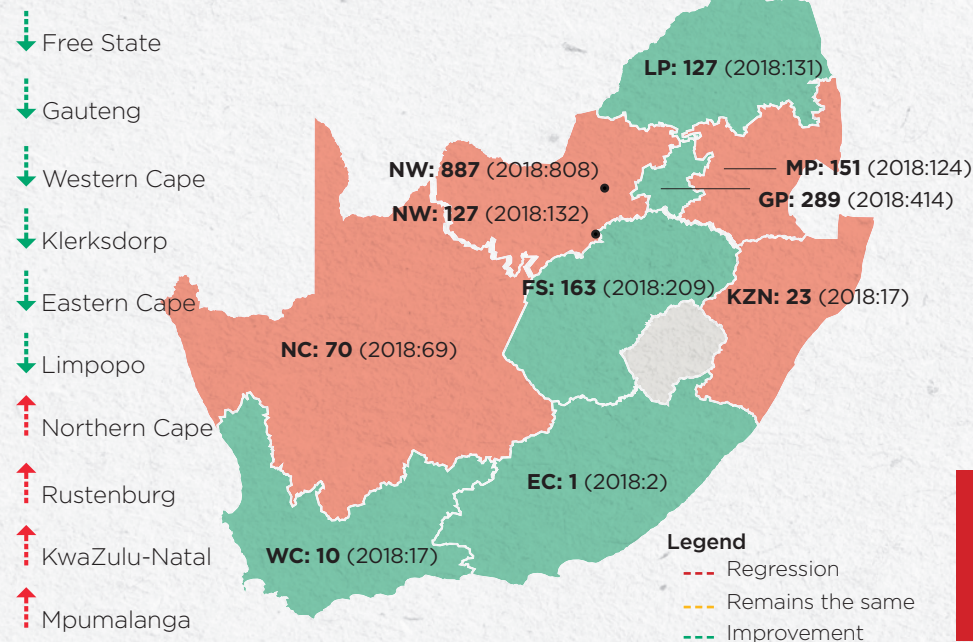 Free State
Gauteng
Western Cape
Klerksdorp
Eastern Cape
Limpopo
Northern Cape
Rustenburg
KwaZulu-Natal
Mpumalanga
LP: 127 (2018:131)
NW: 887 (2018:808)
MP: 151 (2018:124)
GP: 289 (2018:414)
NW: 127 (2018:132)
FS: 163 (2018:209)
KZN: 23 (2018:17)
NC: 70 (2018:69)
EC: 1 (2018:2)
WC: 10 (2018:17)
Legend
Regression
Remains the same
Improvement